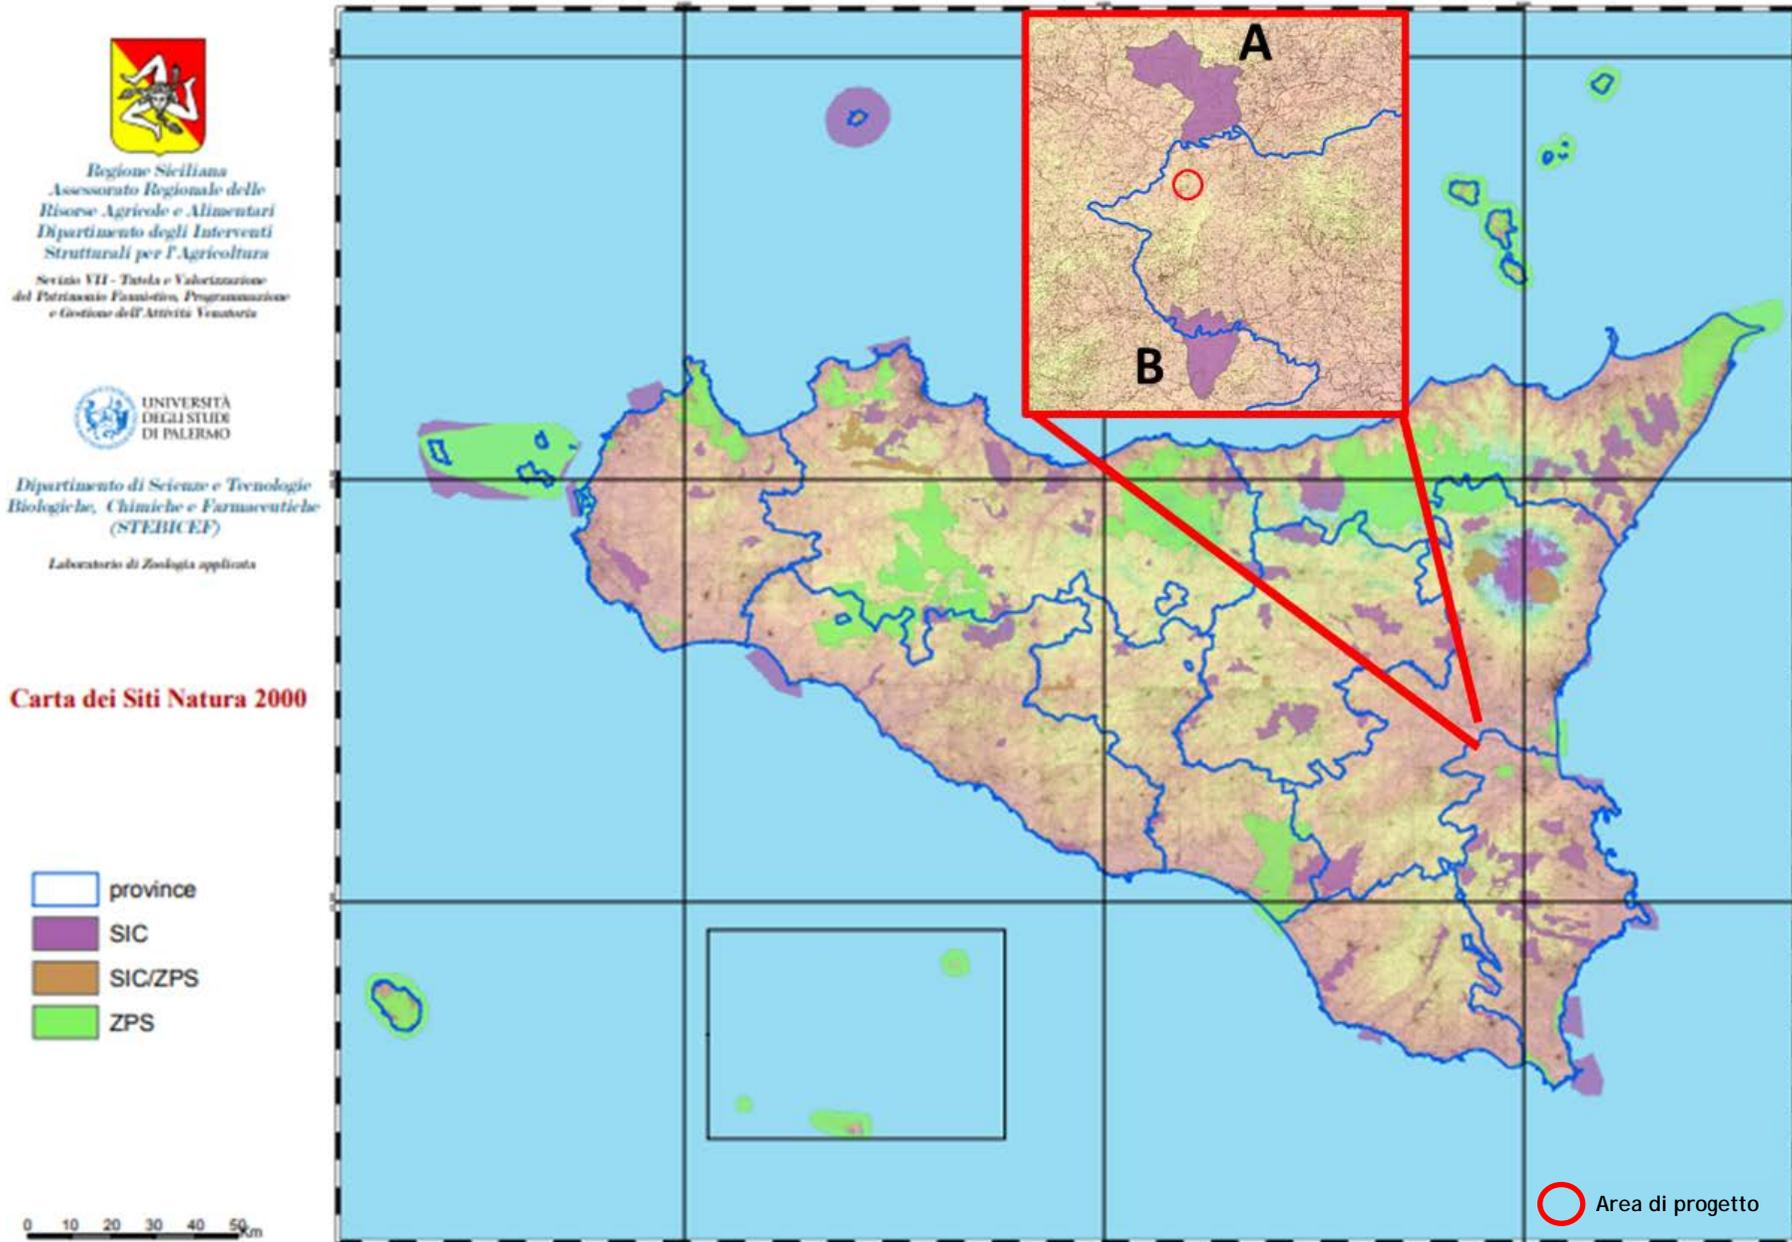 Regione Siciliana
Assessorato Regionale delle
Risorse Agricole e Alimentari
Dipartimento degli Interventi
Strutturali per l'Agricoltura
Sevizio VII - Tutela e Valorizzazione
del Patrimonio Faunistico, Programmazione
e Gestione dell'Attività Venatoria
UNIVERSITÀ
DEGLI STUDI
DI PALERMO
Dipartimento di Scienze e Tecnologie
Biologiche, Chimiche e Farmaceutiche
(STEBICEF)
Laboratorio di Zoologia applicata
Carta dei Siti Natura 2000
province
SIC
SIC/ZPS
ZPS
0 10 20 30 40 50 Km
A
B
Area di progetto